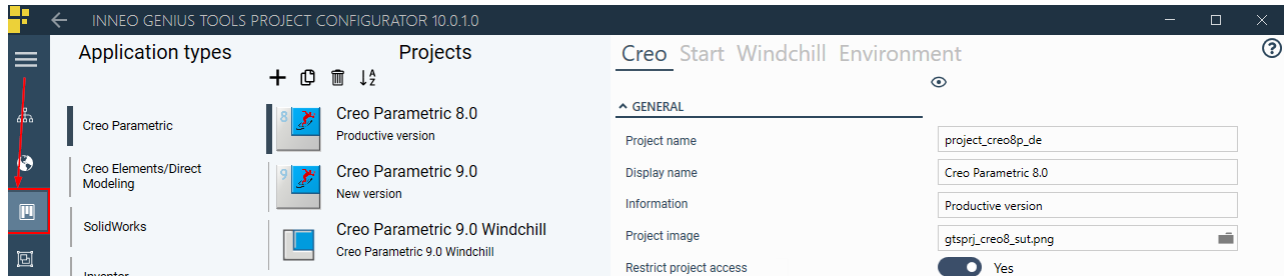 INNEO GENIUS TOOLS PROJECT CONFIGURATOR 10.0.1.0
Application types
Creo Parametric
Creo Elements/Direct
Modeling
SolidWorks
Inventor
Projects
8
Creo Parametric 8.0
Productive version
9
Creo Parametric 9.0
New version
Creo Parametric 9.0 Windchill
Creo Parametric 9.0 Windchill
Creo Start Windchill Environment
GENERAL
Project name project_creo8p_de
Display name Creo Parametric 8.0
Information Productive version
Project image gtsprj_creo8_sut.png
Restrict project access Yes